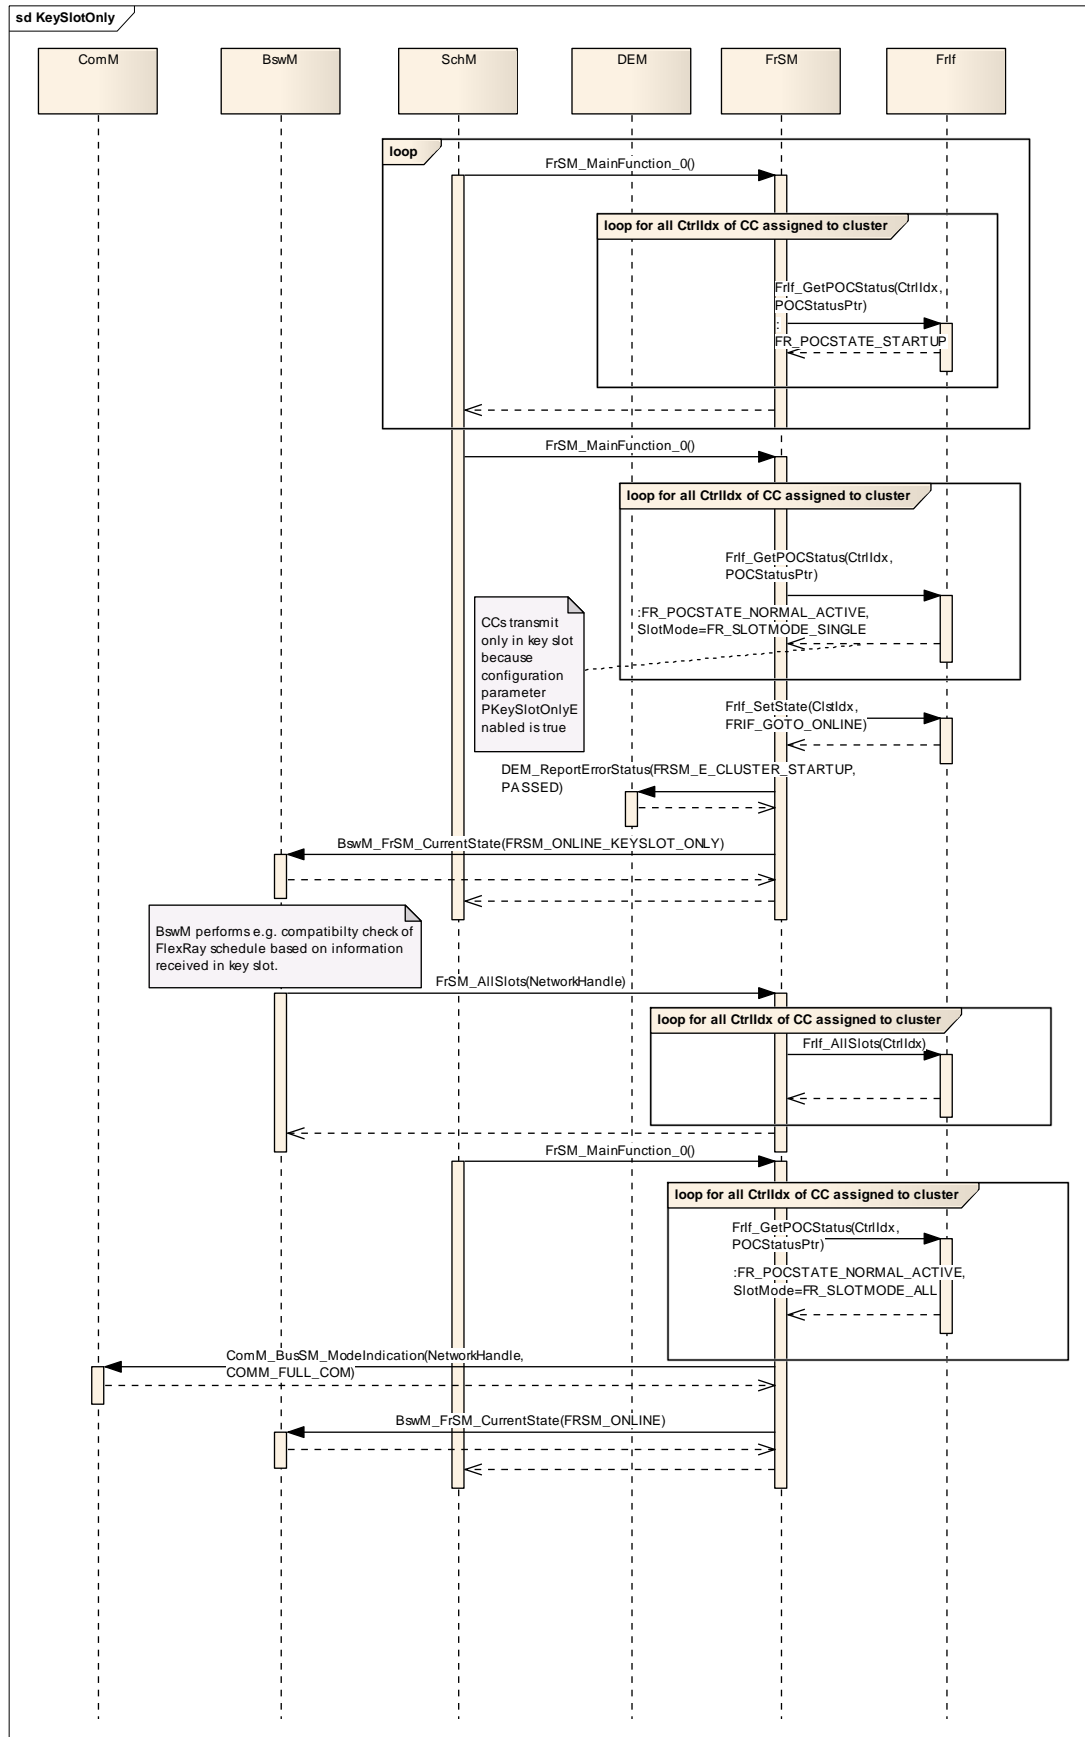 sd KeySlotOnly
ComM
BswM
SchM
DEM
FrSM
FrIf
loop
FrSM_MainFunction_0()
loop for all CtrlIdx of CC assigned to cluster
FrIf_GetPOCStatus(CtrlIdx,
POCStatusPtr)
:
FR_POCSTATE_STARTUP
FrSM_MainFunction_0()
loop for all CtrlIdx of CC assigned to cluster
FrIf_GetPOCStatus(CtrlIdx,
POCStatusPtr)
:FR_POCSTATE_NORMAL_ACTIVE,
SlotMode=FR_SLOTMODE_SINGLE
CCs transmit
only in key slot
because
configuration
parameter
PKeySlotOnlyE
nabled is true
FrIf_SetState(ClstIdx,
FRIF_GOTO_ONLINE)
DEM_ReportErrorStatus(FRSM_E_CLUSTER_STARTUP,
PASSED)
BswM_FrSM_CurrentState(FRSM_ONLINE_KEYSLOT_ONLY)
BswM performs e.g. compatibilty check of
FlexRay schedule based on information
received in key slot.
FrSM_AllSlots(NetworkHandle)
loop for all CtrlIdx of CC assigned to cluster
FrIf_AllSlots(CtrlIdx)
FrSM_MainFunction_0()
loop for all CtrlIdx of CC assigned to cluster
FrIf_GetPOCStatus(CtrlIdx,
POCStatusPtr)
:FR_POCSTATE_NORMAL_ACTIVE,
SlotMode=FR_SLOTMODE_ALL
ComM_BusSM_ModeIndication(NetworkHandle,
COMM_FULL_COM)
BswM_FrSM_CurrentState(FRSM_ONLINE)